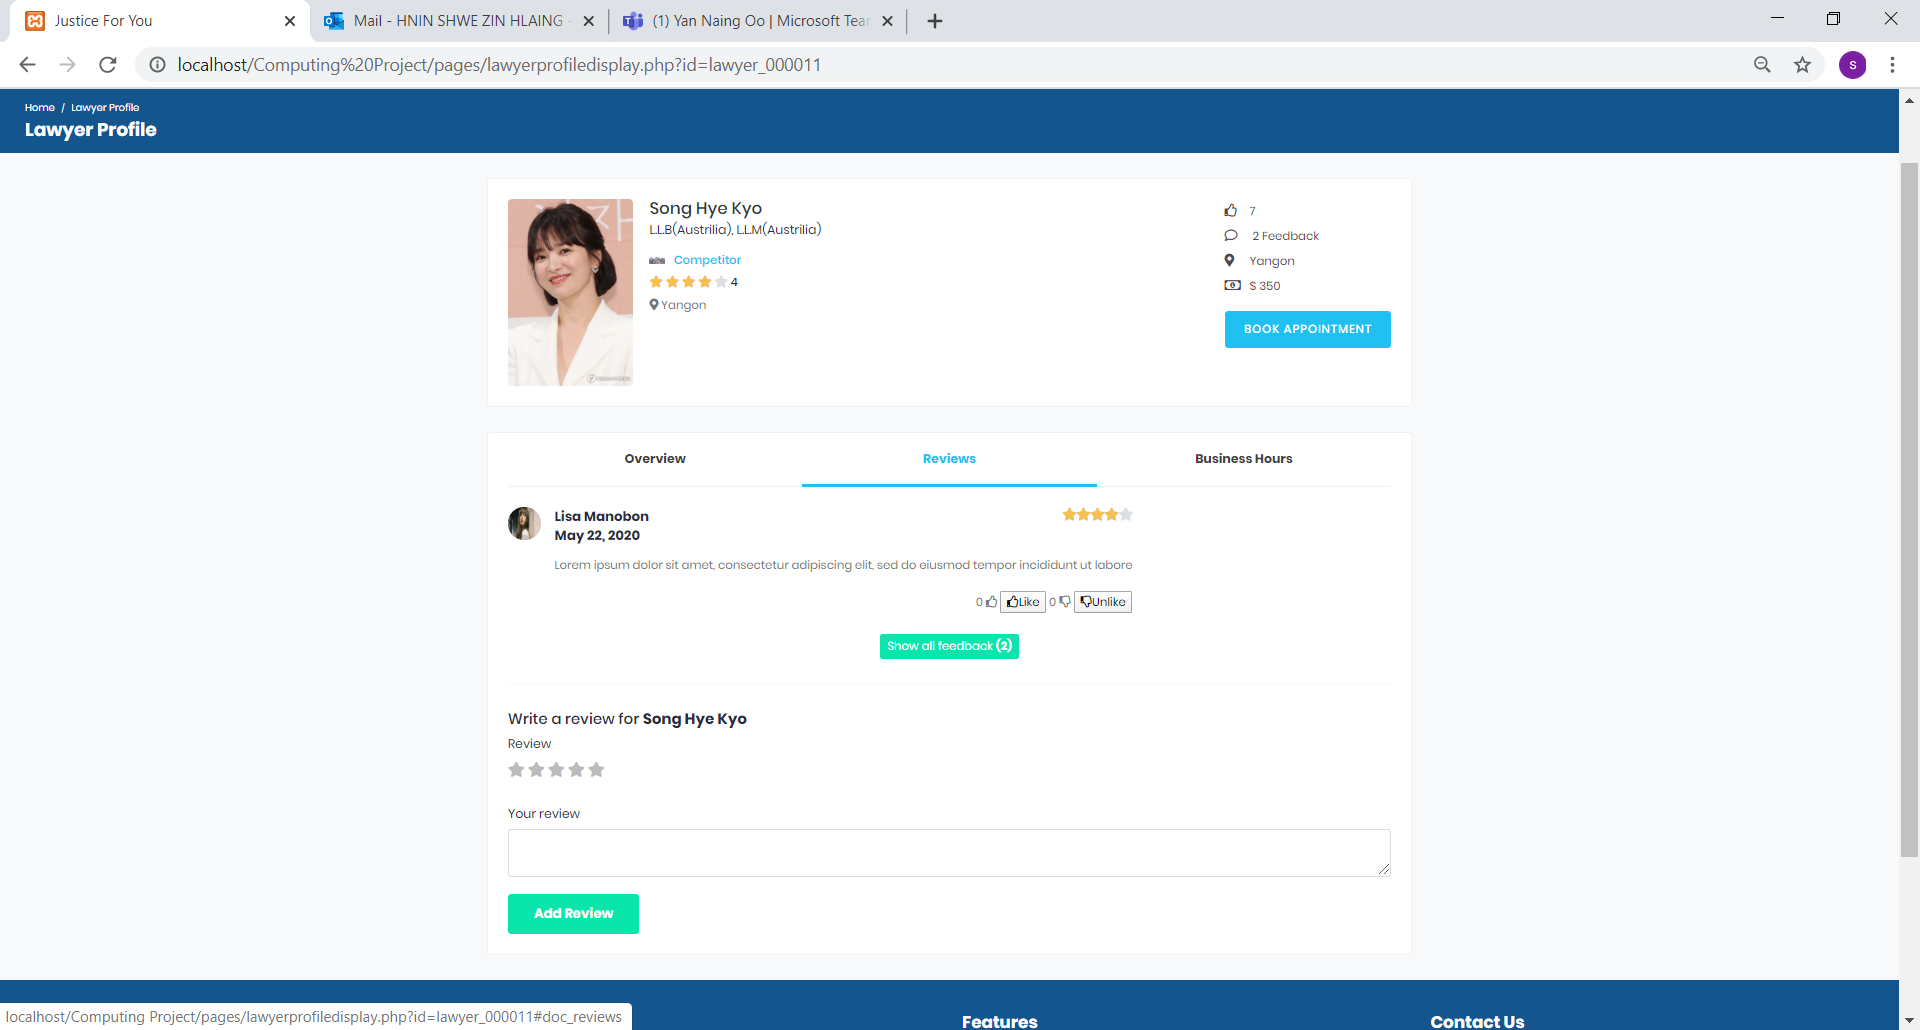 Justice For You
Mail - HNIN SHWE ZIN HLAING -
(1) Yan Naing Oo | Microsoft Tear
localhost/Computing%20Project/pages/lawyerprofiledisplay.php?id=lawyer_000011
s
Home / Lawyer Profile
Lawyer Profile
Song Hye Kyo
L.L.B(Austrilia), L.L.M(Austrilia)
Competitor
4
Yangon
7
2 Feedback
Yangon
$ 350
BOOK APPOINTMENT
Overview
Reviews
Business Hours
Lisa Manobon
May 22, 2020
Lorem ipsum dolor sit amet, consectetur adipiscing elit, sed do eiusmod tempor incididunt ut labore
0 Like 0 Unlike
Show all feedback (2)
Write a review for Song Hye Kyo
Review
Your review
Add Review
localhost/Computing Project/pages/lawyerprofiledisplay.php?id=lawyer_000011#doc_reviews
Features
Contact Us